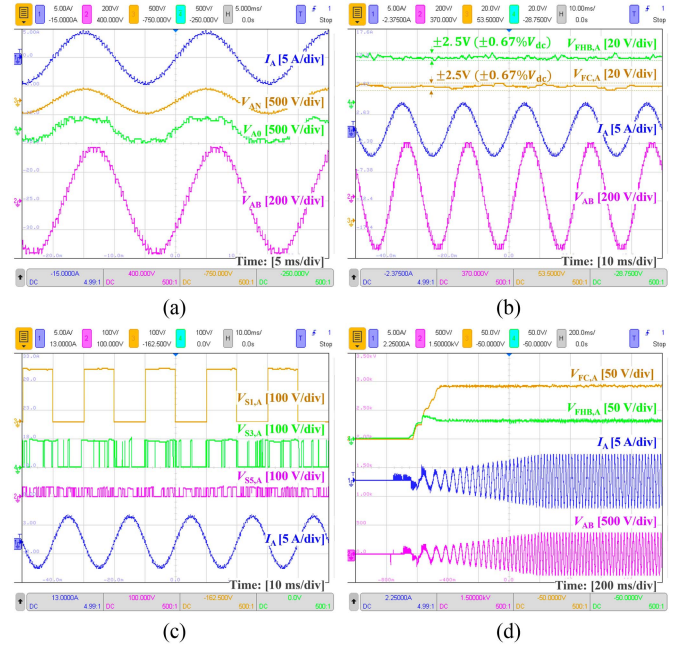 5.00A/ 200V/ 500V/ 500V/ 5.000ms/ 1
-15.0000A 400.000V -750.000V -250.000V 0.0s Stop
I_A [5 A/div]
V_AN [500 V/div]
V_A0 [500 V/div]
V_AB [200 V/div]
Time: [5 ms/div]
-15.0000A 400.000V -750.000V -250.000V
DC 4.99:1 DC 500:1 DC 500:1 DC 500:1
(a)
5.00A/ 200V/ 20.0V/ 20.0V/ 10.00ms/ 1
-2.37500A 370.000V 53.5000V -28.7500V 0.0s Stop
±2.5V (±0.67%V_dc)
V_FHB,A [20 V/div]
±2.5V (±0.67%V_dc)
V_FC,A [20 V/div]
I_A [5 A/div]
V_AB [200 V/div]
Time: [10 ms/div]
-2.37500A 370.000V 53.5000V -28.7500V
DC 4.99:1 DC 500:1 DC 500:1 DC 500:1
(b)
5.00A/ 100V/ 100V/ 100V/ 10.00ms/ 1
13.0000A 100.000V -162.500V 0.0V 0.0s Stop
V_S1,A [100 V/div]
V_S3,A [100 V/div]
V_S5,A [100 V/div]
I_A [5 A/div]
Time: [10 ms/div]
13.0000A 100.000V -162.500V 0.0V
DC 4.99:1 DC 500:1 DC 500:1 DC 500:1
(c)
5.00A/ 500V/ 50.0V/ 50.0V/ 200.0ms/ 1
2.25000A 1.50000kV -50.0000V -50.0000V 0.0s Stop
V_FC,A [50 V/div]
V_FHB,A [50 V/div]
I_A [5 A/div]
V_AB [500 V/div]
Time: [200 ms/div]
2.25000A 1.50000kV -50.0000V -50.0000V
DC 4.99:1 DC 500:1 DC 500:1 DC 500:1
(d)